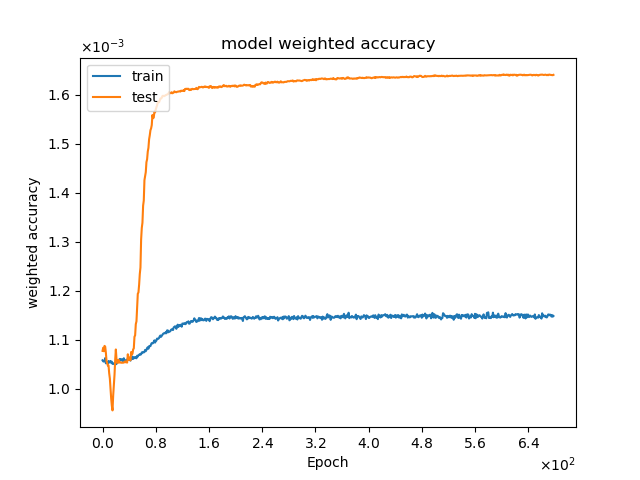 ×10⁻³
model weighted accuracy
train
test
1.6
1.5
1.4
1.3
1.2
1.1
1.0
weighted accuracy
0.0 0.8 1.6 2.4 3.2 4.0 4.8 5.6 6.4
Epoch
×10²